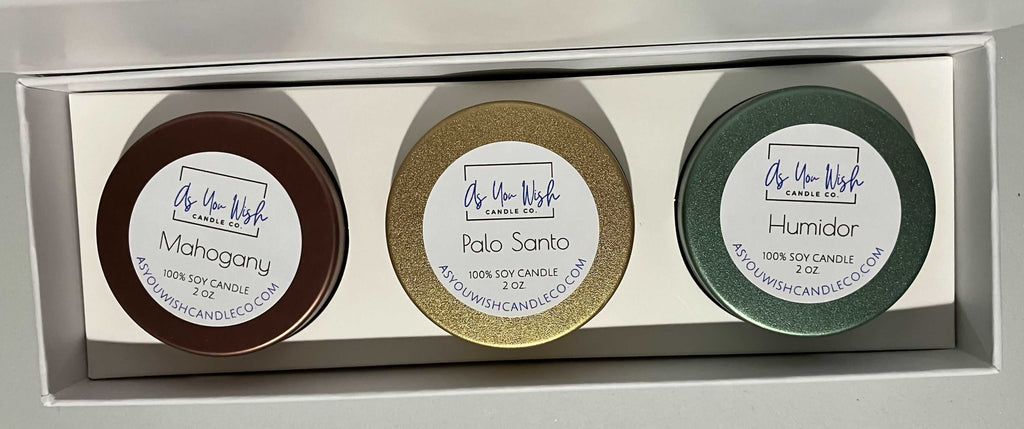 As You Wish
CANDLE CO.
Mahogany
100% SOY CANDLE
2 OZ.
ASYOUWISHCANDLECO.COM
As You Wish
CANDLE CO.
Palo Santo
100% SOY CANDLE
2 OZ.
ASYOUWISHCANDLECO.COM
As You Wish
CANDLE CO.
Humidor
100% SOY CANDLE
2 OZ.
ASYOUWISHCANDLECO.COM